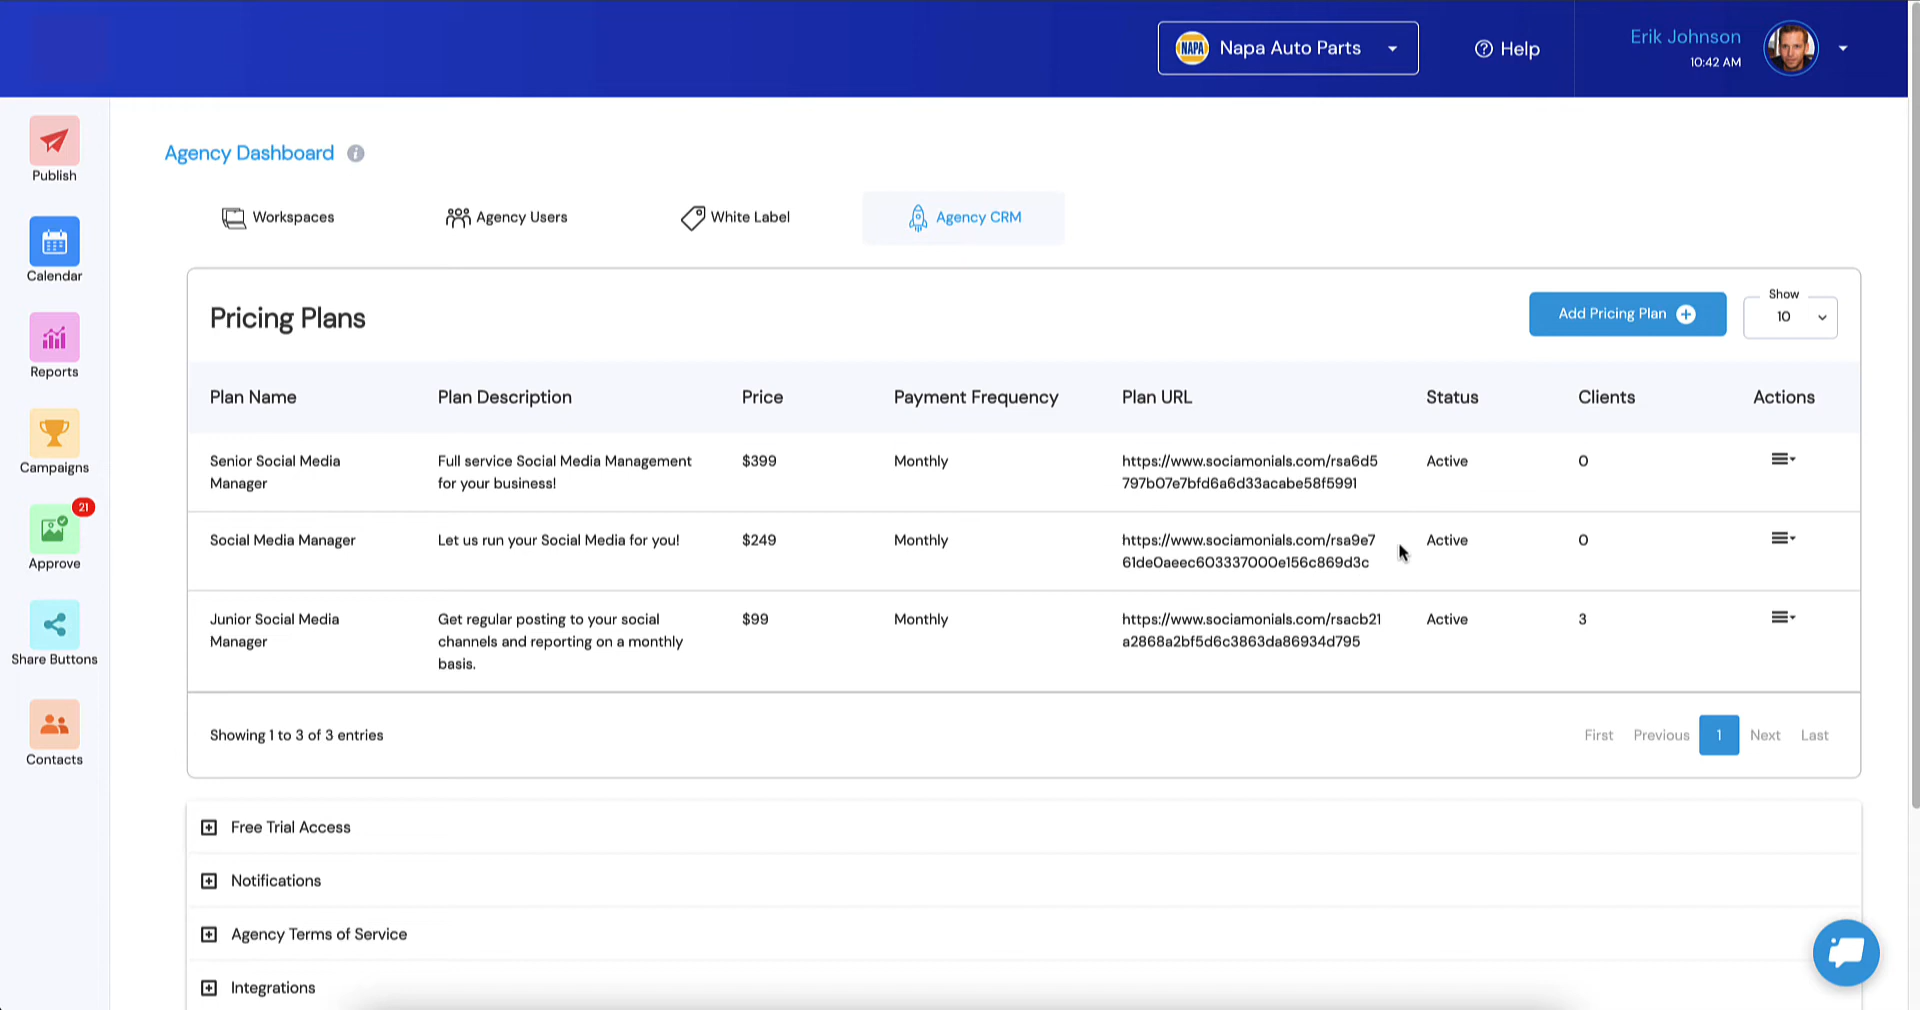 NAPA
Napa Auto Parts
Help
Erik Johnson
10:42 AM
Publish
Calendar
Reports
Campaigns
21
Approve
Share Buttons
Contacts
Agency Dashboard
Workspaces
Agency Users
White Label
Agency CRM
Pricing Plans
Add Pricing Plan
Show
10
Plan Name Plan Description Price Payment Frequency Plan URL Status Clients Actions
Senior Social Media Full service Social Media Management $399 Monthly https://www.sociamonials.com/rsa6d5 Active 0
Manager for your business! 797b07e7bfd6a6d33acabe58f5991
Social Media Manager Let us run your Social Media for you! $249 Monthly https://www.sociamonials.com/rsa9e7 Active 0
61de0aeec603337000e156c869d3c
Junior Social Media Get regular posting to your social $99 Monthly https://www.sociamonials.com/rsacb21 Active 3
Manager channels and reporting on a monthly a2868a2bf5d6c3863da86934d795
basis.
Showing 1 to 3 of 3 entries
First Previous 1 Next Last
Free Trial Access
Notifications
Agency Terms of Service
Integrations